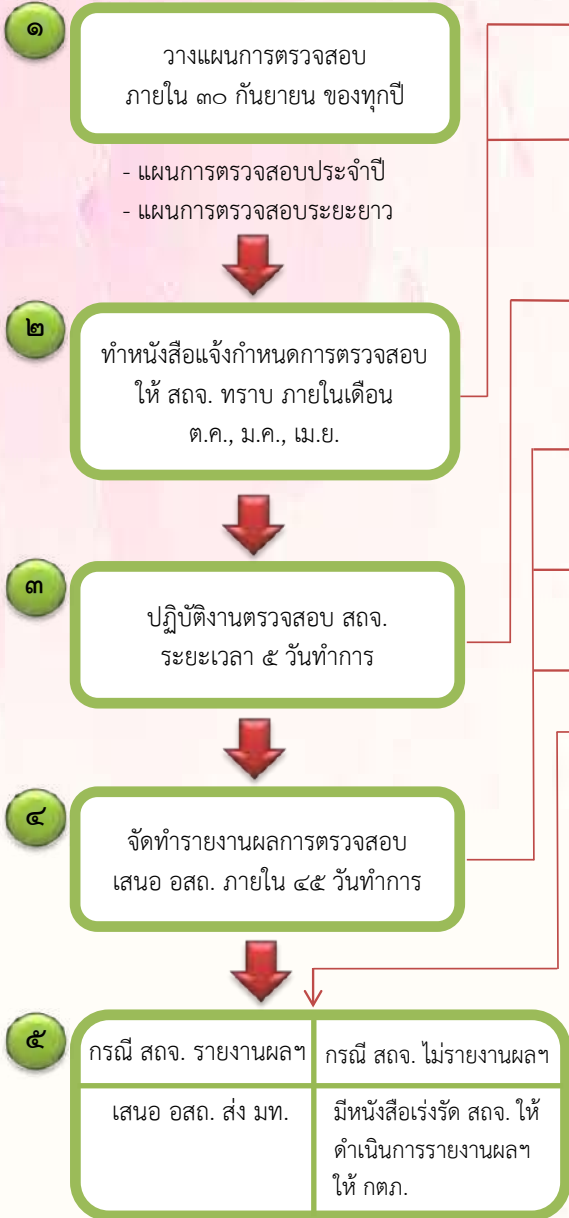 ๑
วางแผนการตรวจสอบ
ภายใน ๓๐ กันยายน ของทุกปี
- แผนการตรวจสอบประจำปี
- แผนการตรวจสอบระยะยาว
๒
ทำหนังสือแจ้งกำหนดการตรวจสอบ
ให้ สถจ. ทราบ ภายในเดือน
ต.ค., ม.ค., เม.ย.
๓
ปฏิบัติงานตรวจสอบ สถจ.
ระยะเวลา ๕ วันทำการ
๔
จัดทำรายงานผลการตรวจสอบ
เสนอ อสถ. ภายใน ๔๕ วันทำการ
๕
กรณี สถจ. รายงานผลฯ
เสนอ อสถ. ส่ง มท.
กรณี สถจ. ไม่รายงานผลฯ
มีหนังสือเร่งรัด สถจ. ให้
ดำเนินการรายงานผลฯ
ให้ กตภ.